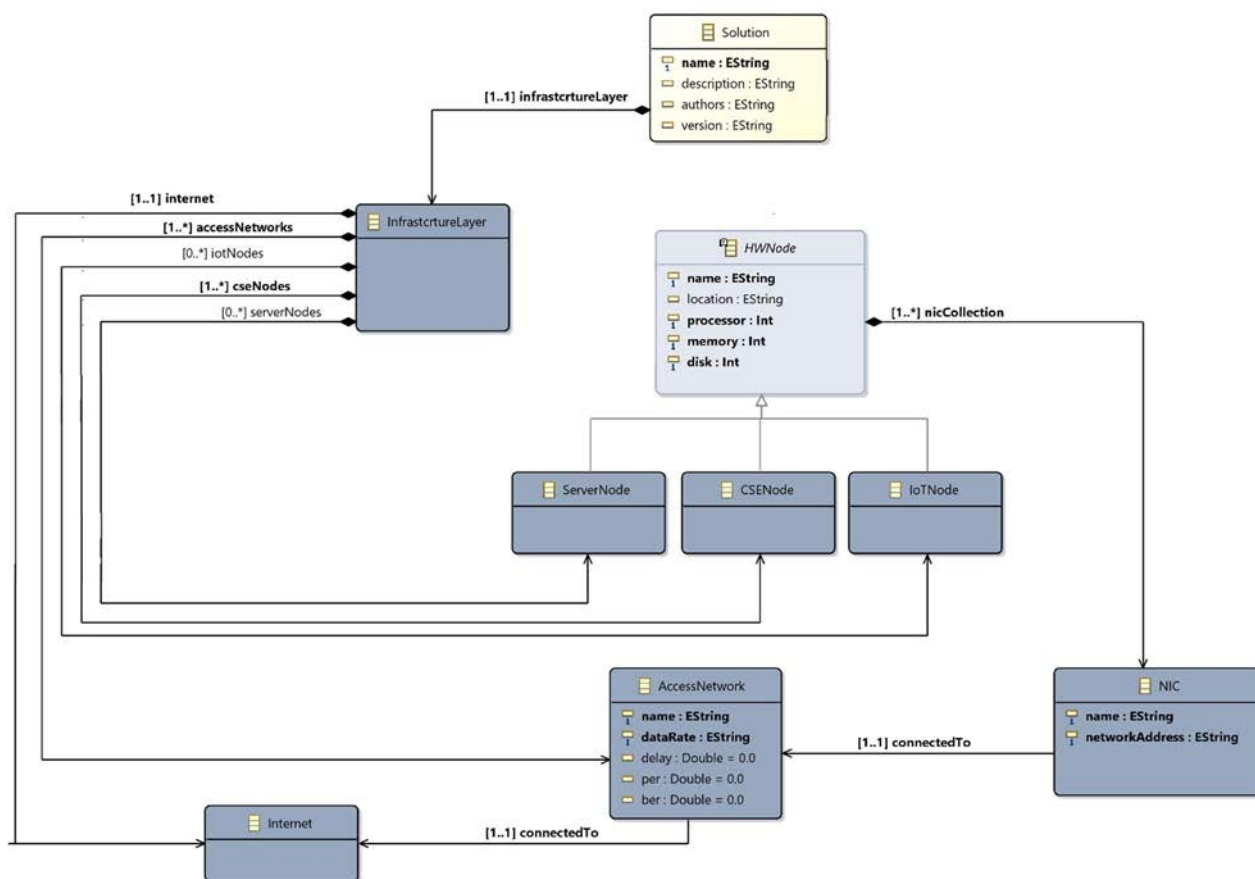 Solution
name : EString
description : EString
authors : EString
version : EString
[1..1] infrastcrtureLayer
[1..1] internet
[1..*] accessNetworks
[0..*] iotNodes
[1..*] cseNodes
[0..*] serverNodes
InfrastcrtureLayer
HWNode
name : EString
location : EString
processor : Int
memory : Int
disk : Int
[1..*] nicCollection
ServerNode
CSENode
IoTNode
AccessNetwork
name : EString
dataRate : EString
delay : Double = 0.0
per : Double = 0.0
ber : Double = 0.0
[1..1] connectedTo
NIC
name : EString
networkAddress : EString
Internet
[1..1] connectedTo